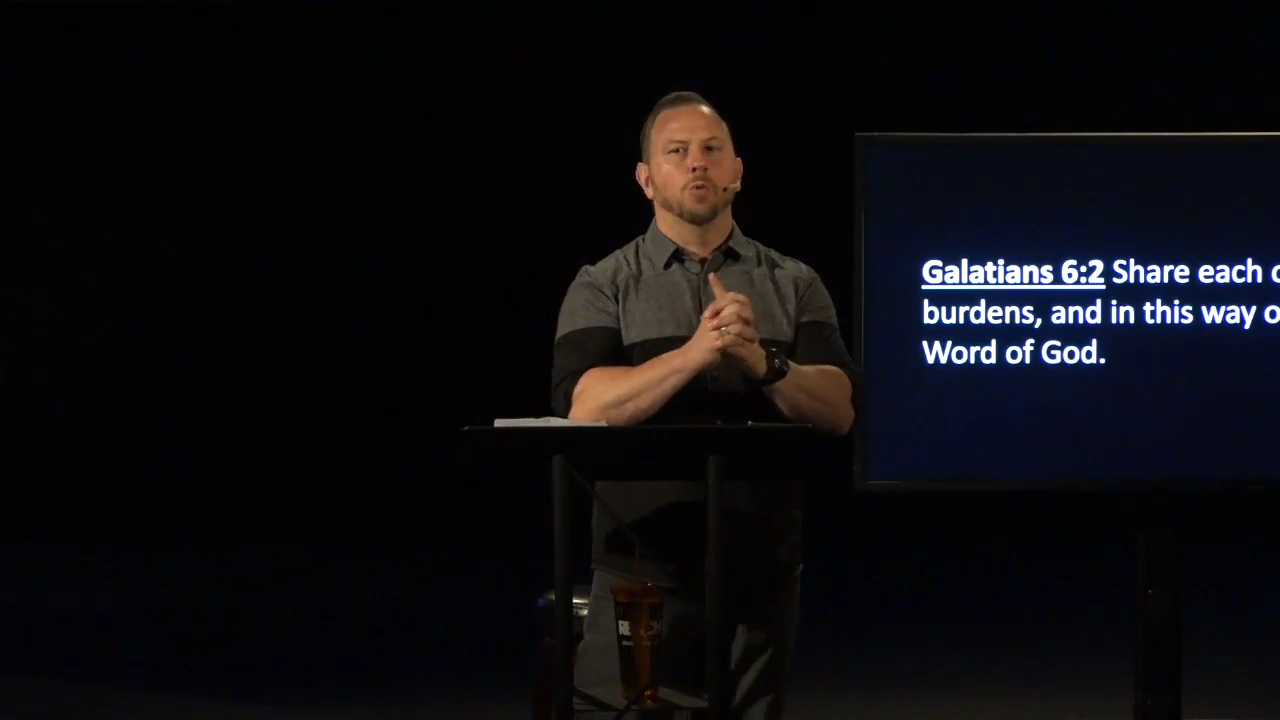 Galatians 6:2 Share each
burdens, and in this way
Word of God.